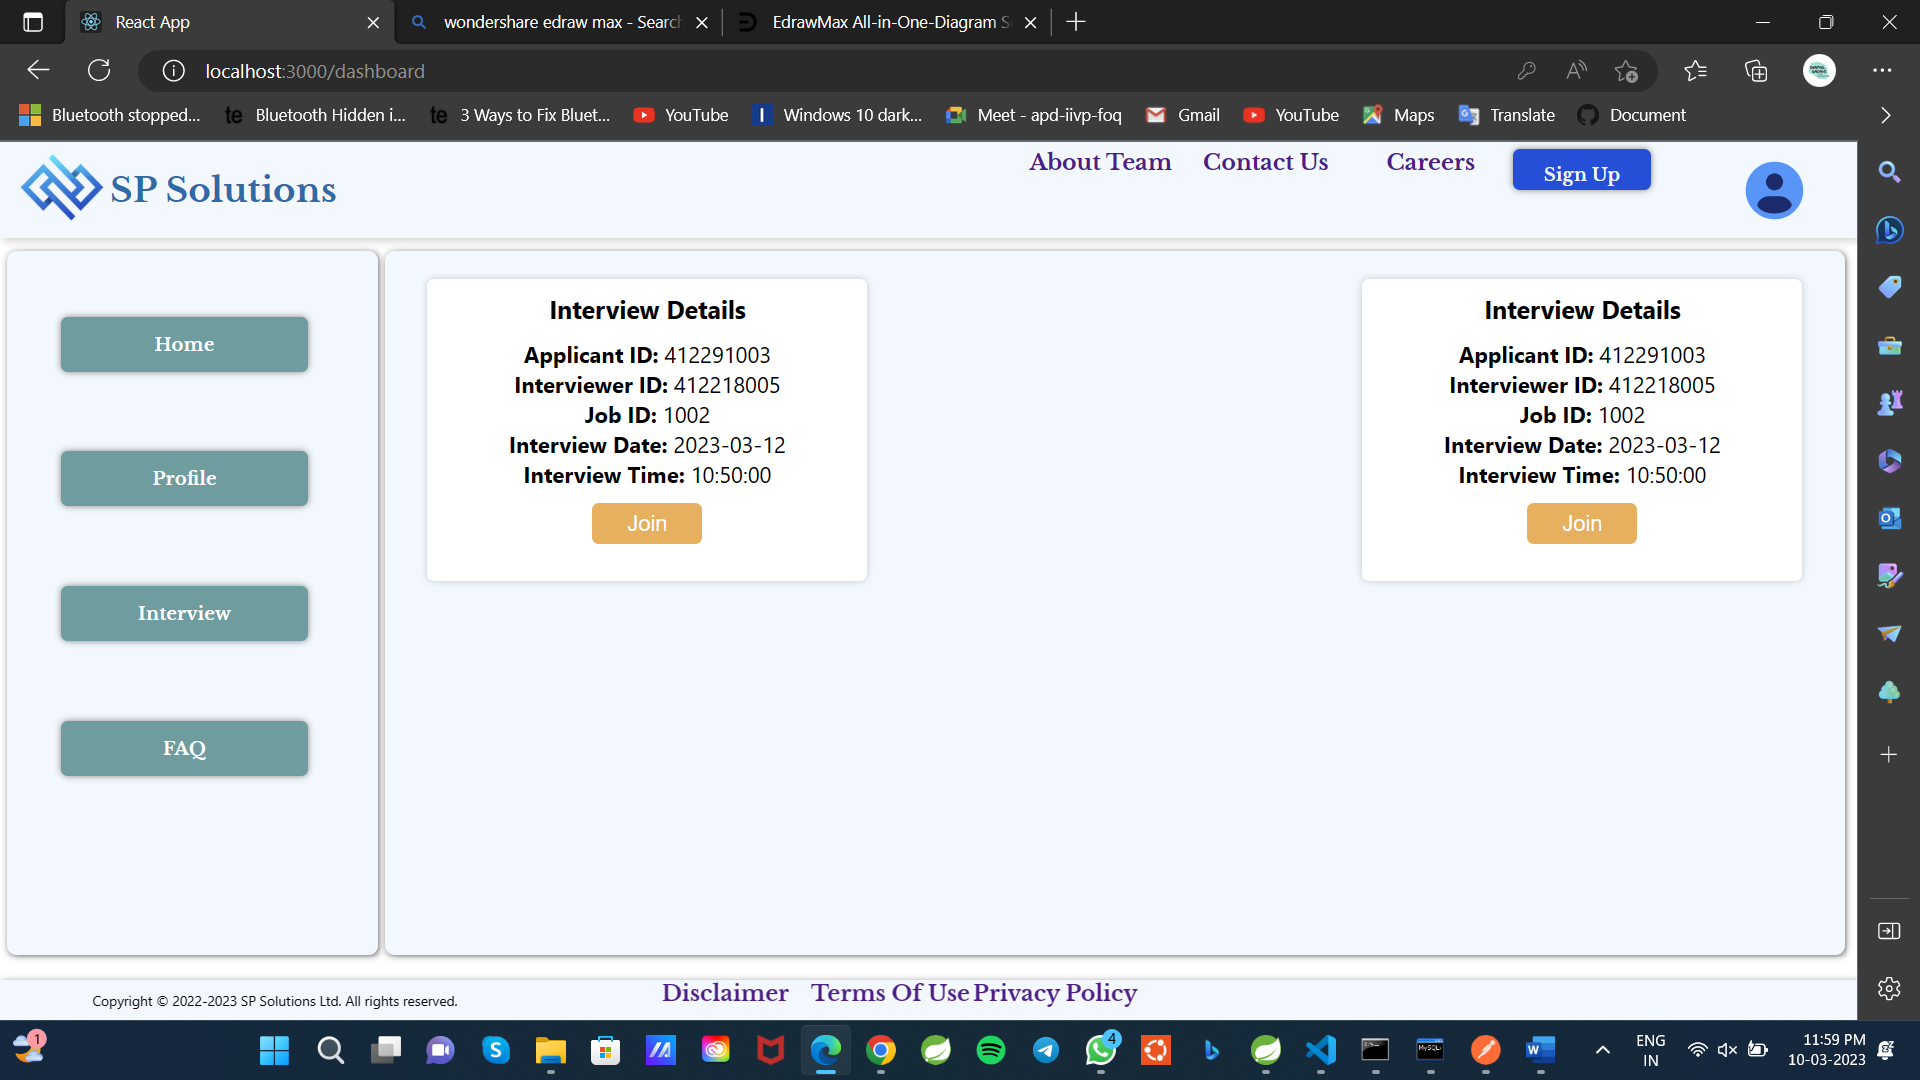 React App
wondershare edraw max - Search
EdrawMax All-in-One-Diagram S
localhost:3000/dashboard
Bluetooth stopped...
te Bluetooth Hidden i...
te 3 Ways to Fix Bluet...
YouTube
I Windows 10 dark...
Meet - apd-iivp-foq
Gmail
YouTube
Maps
Translate
Document
SP Solutions
About Team
Contact Us
Careers
Sign Up
Home
Profile
Interview
FAQ
Interview Details
Applicant ID: 412291003
Interviewer ID: 412218005
Job ID: 1002
Interview Date: 2023-03-12
Interview Time: 10:50:00
Join
Interview Details
Applicant ID: 412291003
Interviewer ID: 412218005
Job ID: 1002
Interview Date: 2023-03-12
Interview Time: 10:50:00
Join
Copyright © 2022-2023 SP Solutions Ltd. All rights reserved.
Disclaimer
Terms Of Use
Privacy Policy
1
4
ENG
IN
11:59 PM
10-03-2023